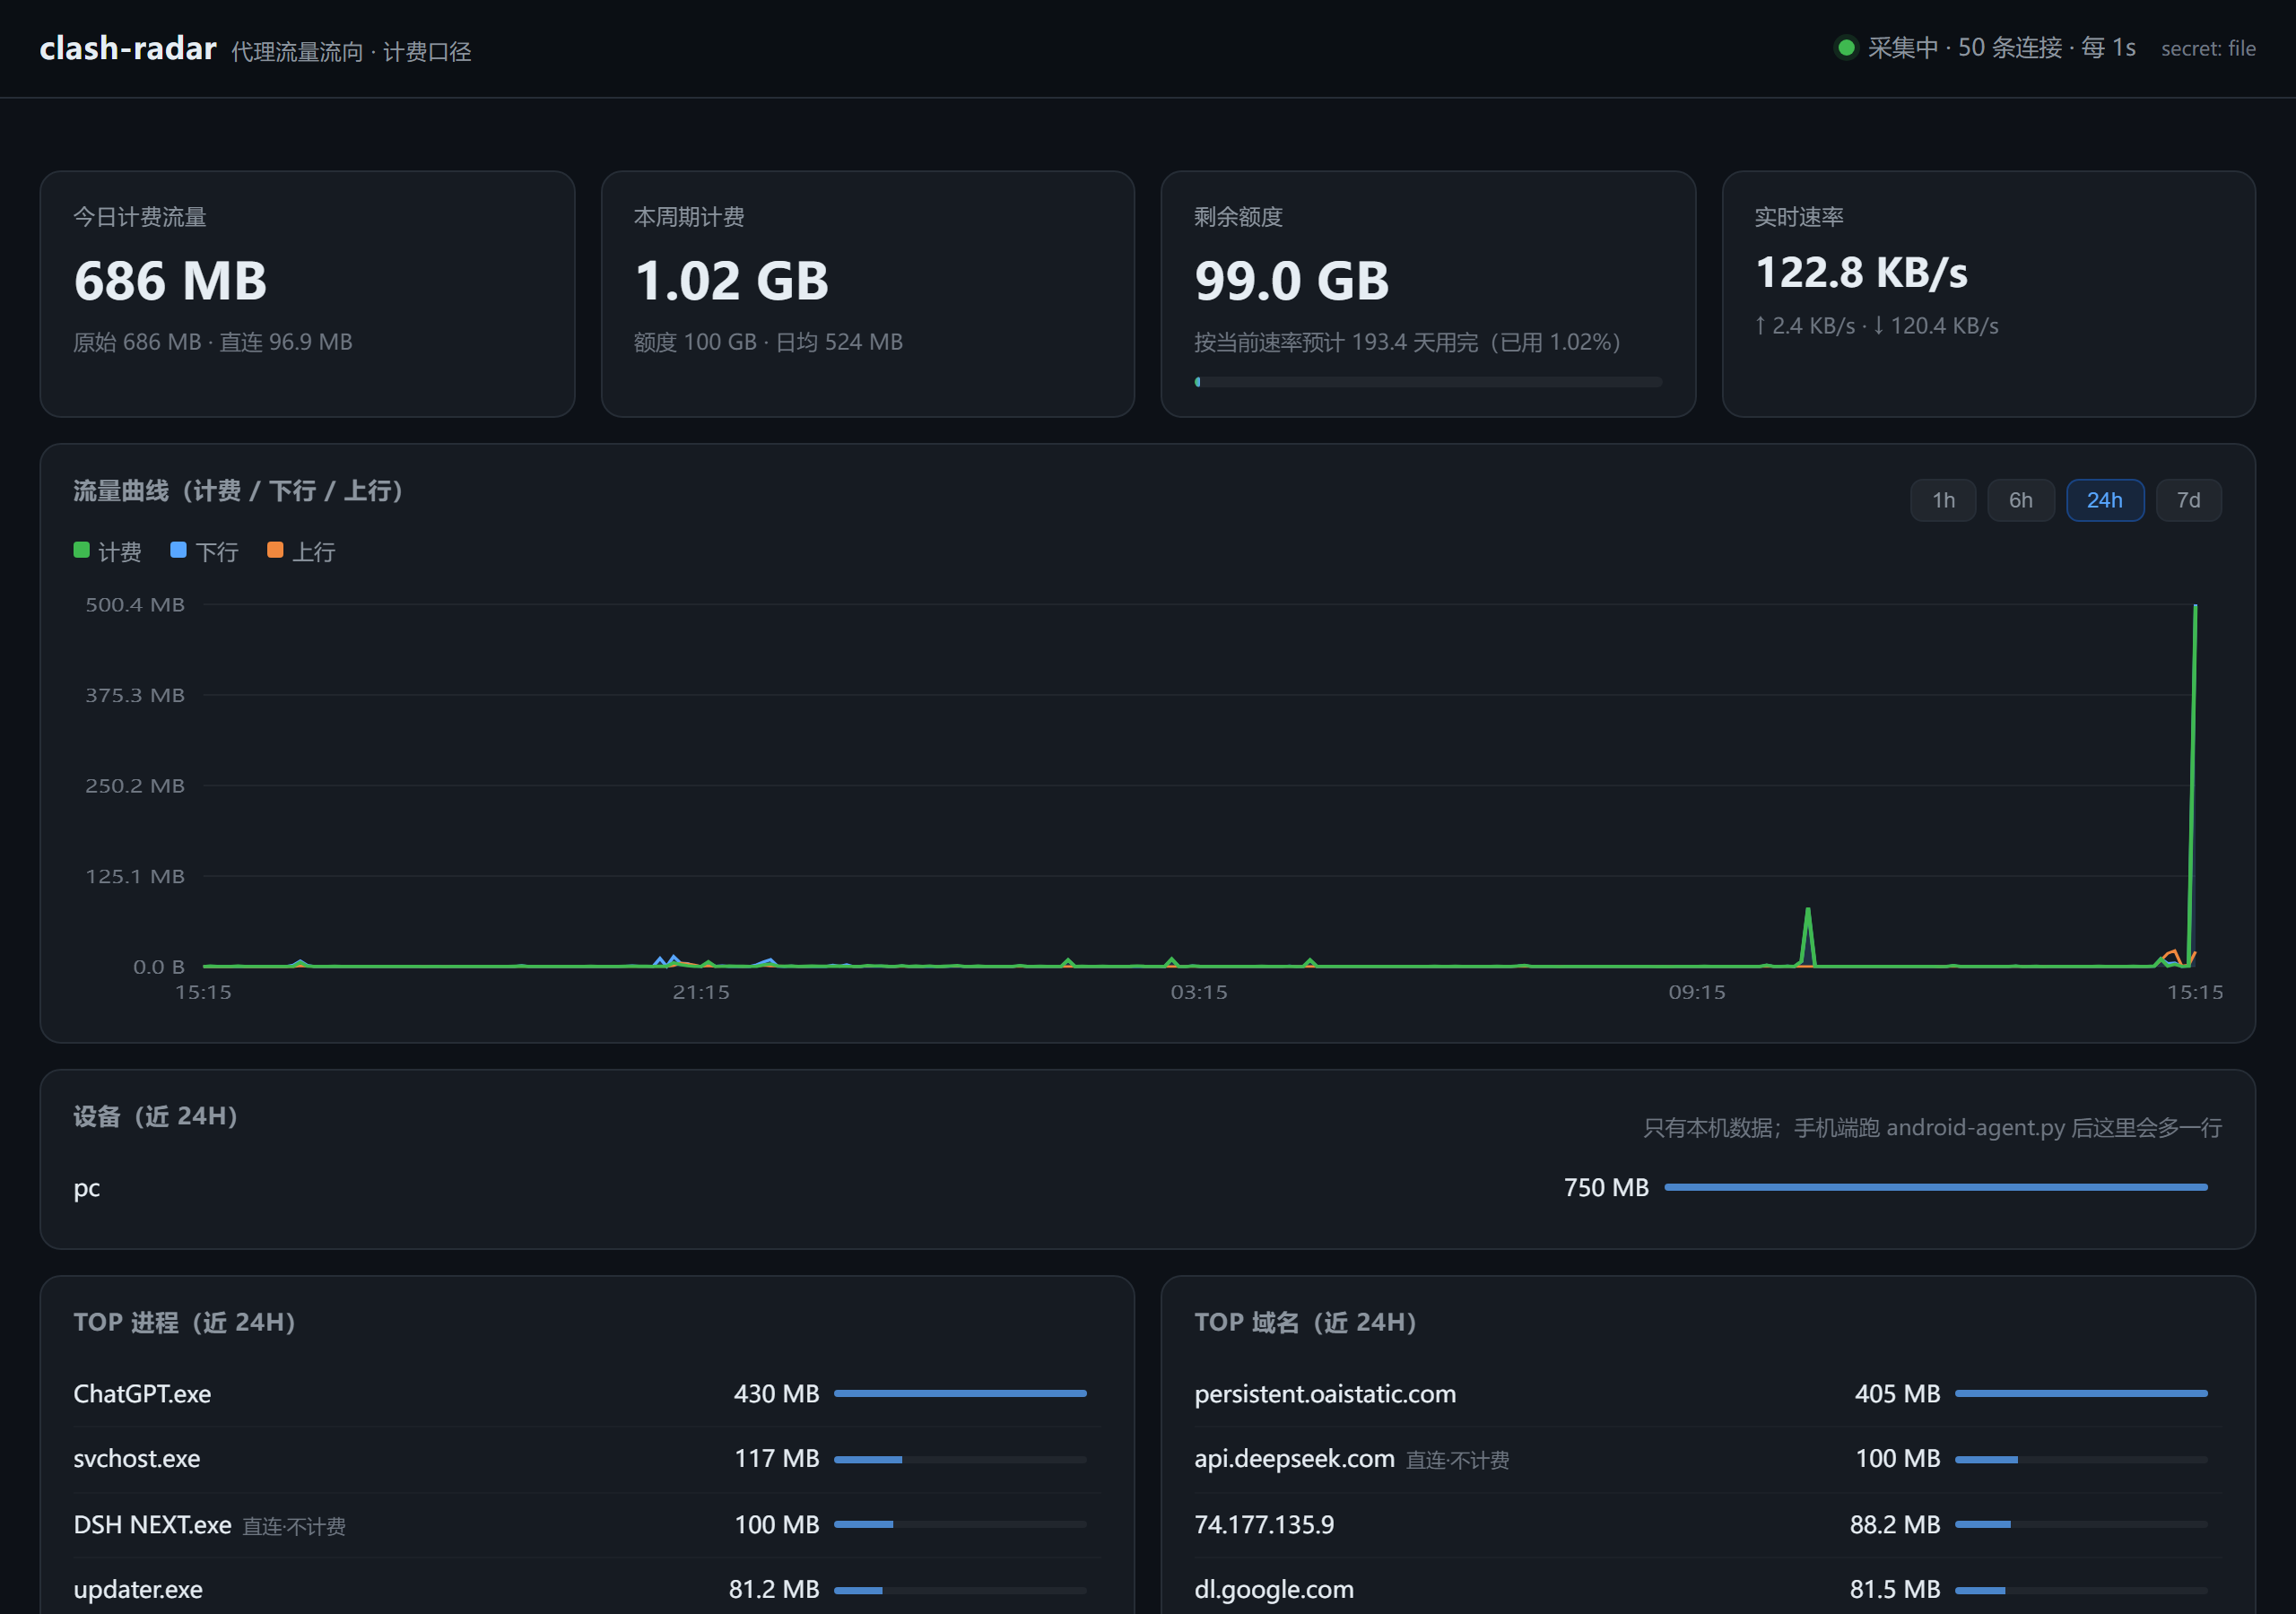 clash-radar 代理流量流向 · 计费口径
采集中 · 50 条连接 · 每 1s secret: file
今日计费流量
686 MB
原始 686 MB · 直连 96.9 MB
本周期计费
1.02 GB
额度 100 GB · 日均 524 MB
剩余额度
99.0 GB
按当前速率预计 193.4 天用完（已用 1.02%）
实时速率
122.8 KB/s
↑ 2.4 KB/s · ↓ 120.4 KB/s
流量曲线（计费 / 下行 / 上行）
1h 6h 24h 7d
计费 下行 上行
500.4 MB
375.3 MB
250.2 MB
125.1 MB
0.0 B
15:15 21:15 03:15 09:15 15:15
设备（近 24H）
只有本机数据；手机端跑 android-agent.py 后这里会多一行
pc 750 MB
TOP 进程（近 24H）
ChatGPT.exe 430 MB
svchost.exe 117 MB
DSH NEXT.exe 直连·不计费 100 MB
updater.exe 81.2 MB
TOP 域名（近 24H）
persistent.oaistatic.com 405 MB
api.deepseek.com 直连·不计费 100 MB
74.177.135.9 88.2 MB
dl.google.com 81.5 MB